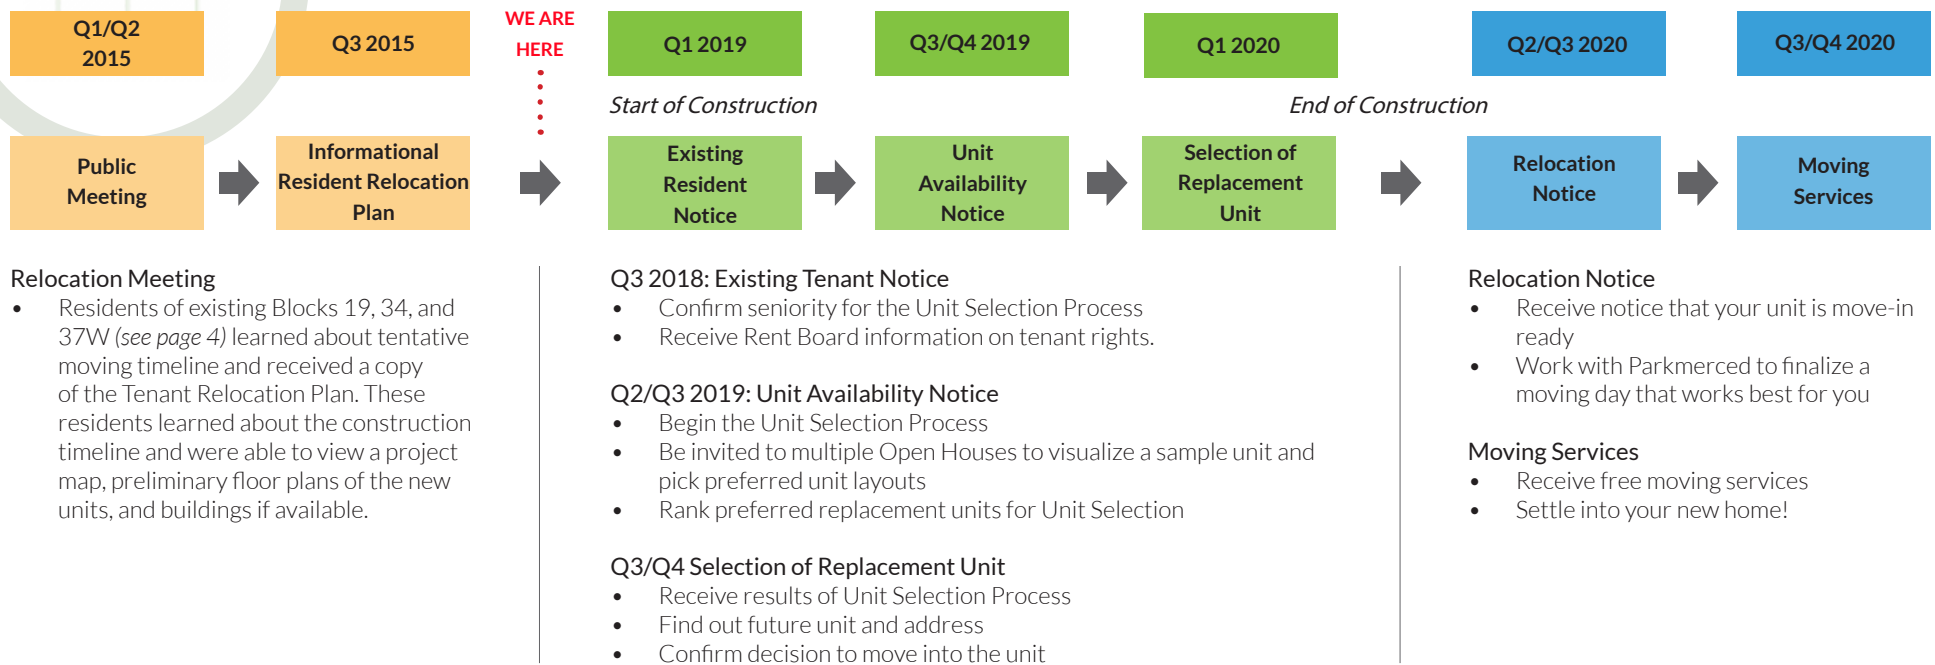 Q1/Q2
2015
Q3 2015
WE ARE
HERE
Q1 2019
Q3/Q4 2019
Q1 2020
Q2/Q3 2020
Q3/Q4 2020
Start of Construction
End of Construction
Public
Meeting
Informational
Resident Relocation
Plan
Existing
Resident
Notice
Unit
Availability
Notice
Selection of
Replacement
Unit
Relocation
Notice
Moving
Services
Relocation Meeting
• Residents of existing Blocks 19, 34, and
37W (see page 4) learned about tentative
moving timeline and received a copy
of the Tenant Relocation Plan. These
residents learned about the construction
timeline and were able to view a project
map, preliminary floor plans of the new
units, and buildings if available.
Q3 2018: Existing Tenant Notice
• Confirm seniority for the Unit Selection Process
• Receive Rent Board information on tenant rights.
Q2/Q3 2019: Unit Availability Notice
• Begin the Unit Selection Process
• Be invited to multiple Open Houses to visualize a sample unit and
pick preferred unit layouts
• Rank preferred replacement units for Unit Selection
Q3/Q4 Selection of Replacement Unit
• Receive results of Unit Selection Process
• Find out future unit and address
• Confirm decision to move into the unit
Relocation Notice
• Receive notice that your unit is move-in
ready
• Work with Parkmerced to finalize a
moving day that works best for you
Moving Services
• Receive free moving services
• Settle into your new home!